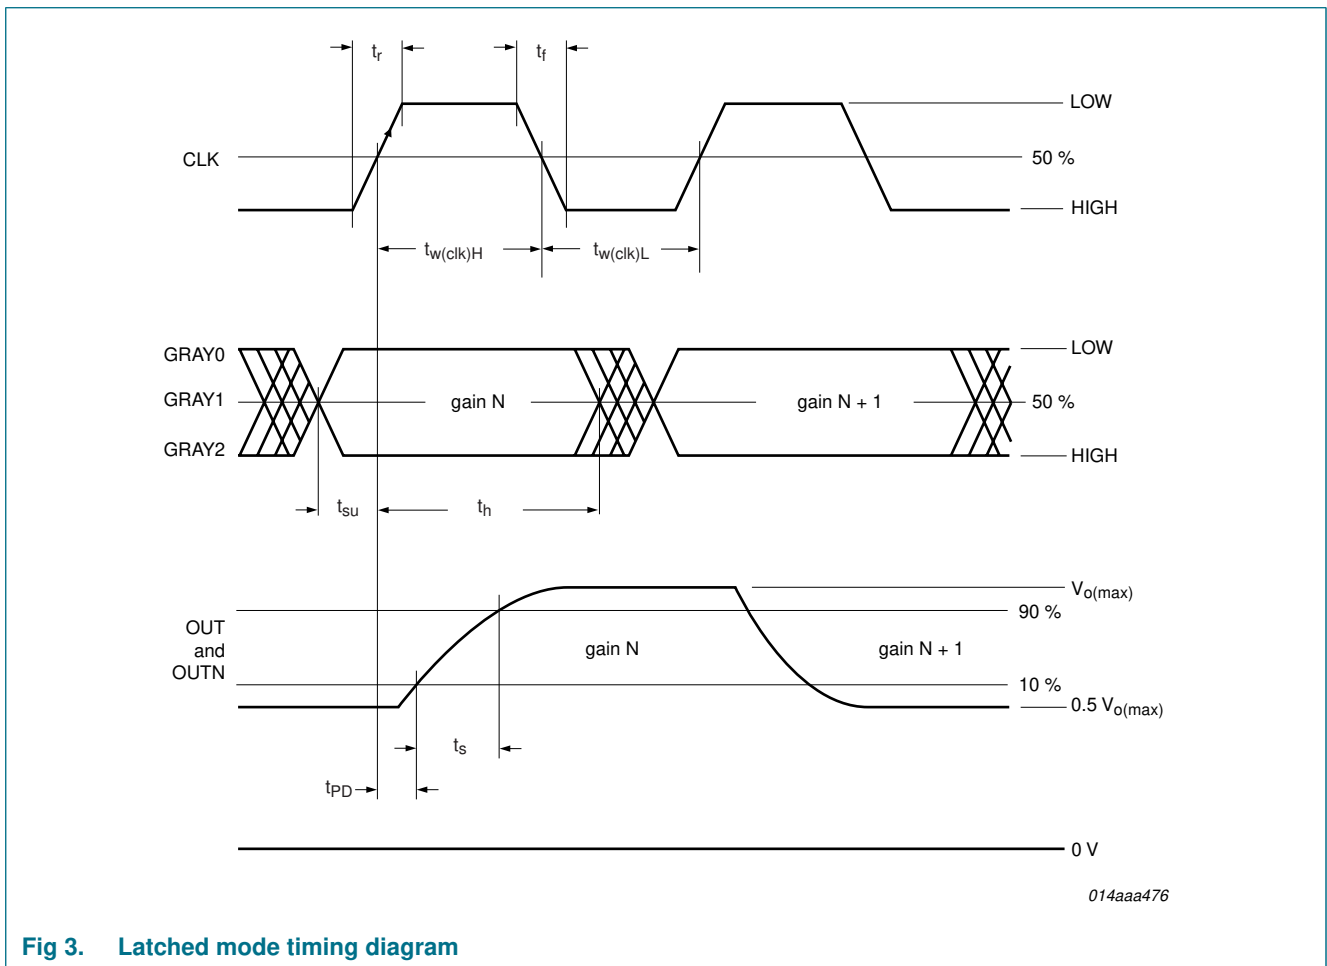 tr
tf
LOW
CLK
50 %
HIGH
tw(clk)H
tw(clk)L
GRAY0
LOW
GRAY1
gain N
gain N + 1
50 %
GRAY2
HIGH
tsu
th
Vo(max)
90 %
OUT
and
OUTN
gain N
gain N + 1
10 %
0.5 Vo(max)
ts
tPD
0 V
014aaa476
Fig 3. Latched mode timing diagram